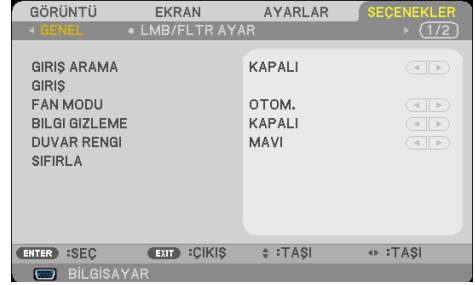 GÖRÜNTÜ EKRAN AYARLAR SEÇENEKLER
GENEL • LMB/FLTR AYAR 1/2
GIRIŞ ARAMA KAPALI
GIRIŞ
FAN MODU OTOM.
BILGI GIZLEME KAPALI
DUVAR RENGI MAVI
SIFIRLA
ENTER :SEÇ EXIT :ÇIKIŞ :TAŞI :TAŞI
BİLGİSAYAR